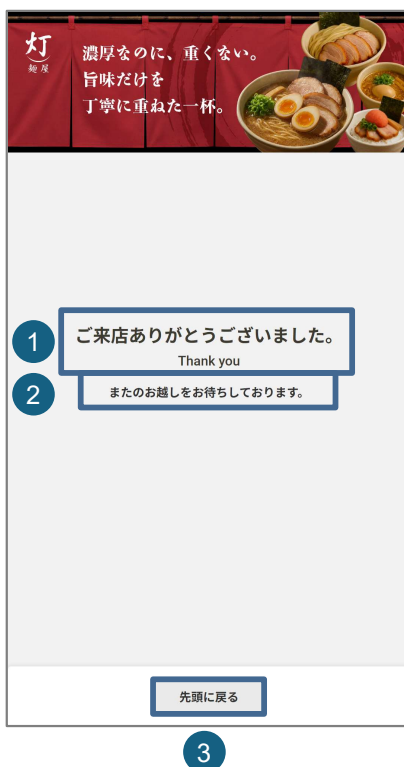 灯
麺屋
濃厚なのに、重くない。
旨味だけを
丁寧に重ねた一杯。
1
ご来店ありがとうございました。
Thank you
2
またのお越しをお待ちしております。
先頭に戻る
3